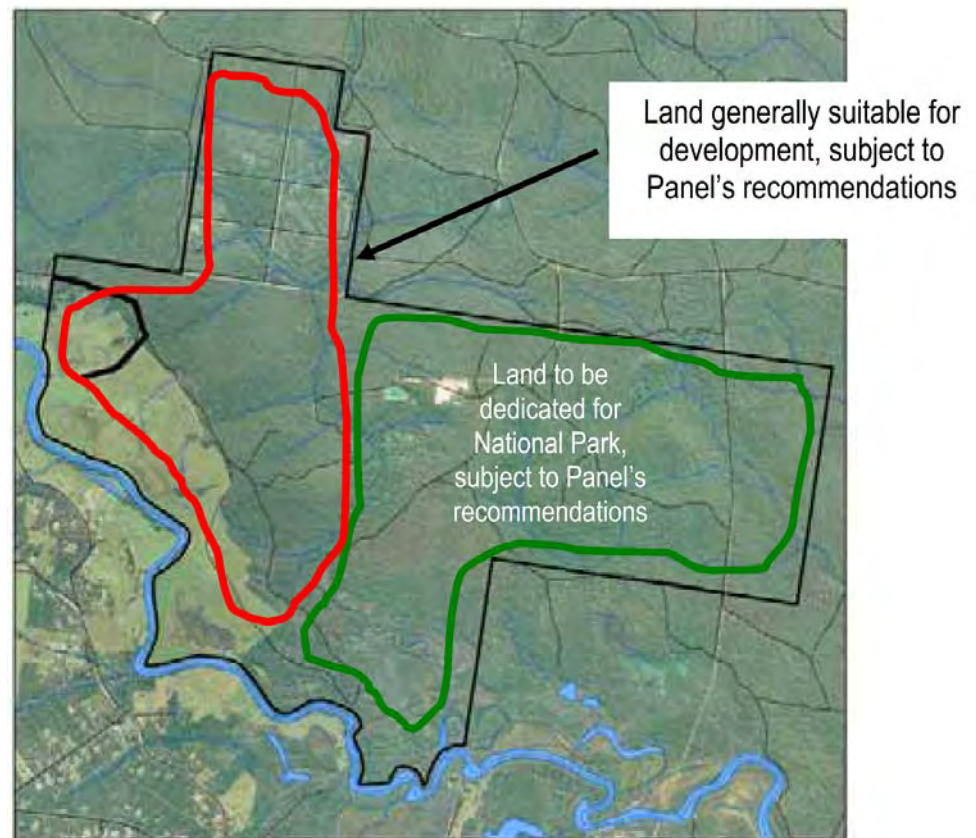 Land generally suitable for
development, subject to
Panel's recommendations
Land to be
dedicated for
National Park,
subject to Panel's
recommendations